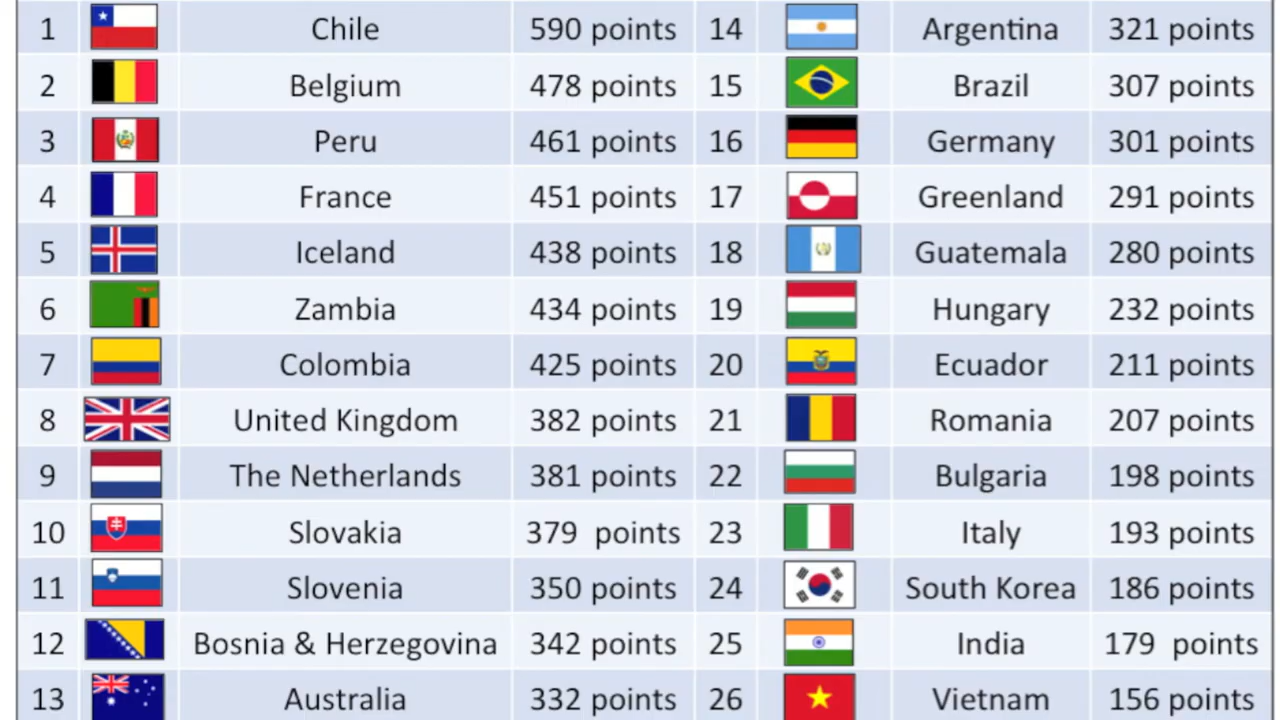 1 Chile 590 points 14 Argentina 321 points
2 Belgium 478 points 15 Brazil 307 points
3 Peru 461 points 16 Germany 301 points
4 France 451 points 17 Greenland 291 points
5 Iceland 438 points 18 Guatemala 280 points
6 Zambia 434 points 19 Hungary 232 points
7 Colombia 425 points 20 Ecuador 211 points
8 United Kingdom 382 points 21 Romania 207 points
9 The Netherlands 381 points 22 Bulgaria 198 points
10 Slovakia 379 points 23 Italy 193 points
11 Slovenia 350 points 24 South Korea 186 points
12 Bosnia & Herzegovina 342 points 25 India 179 points
13 Australia 332 points 26 Vietnam 156 points